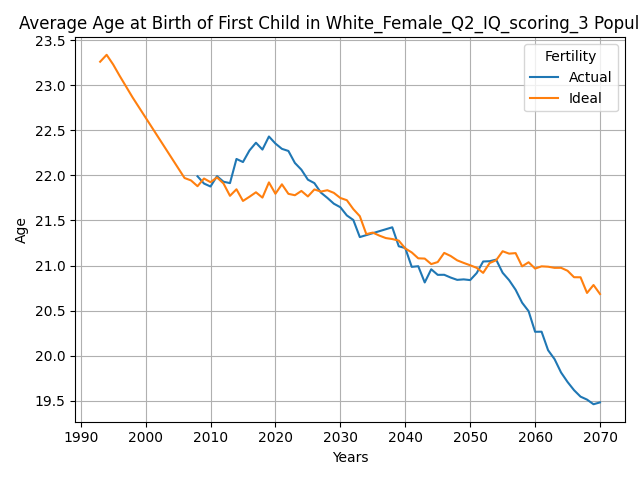 Average Age at Birth of First Child in White_Female_Q2_IQ_scoring_3 Popul
23.5
23.0
22.5
22.0
21.5
21.0
20.5
20.0
19.5
Age
Fertility
Actual
Ideal
1990 2000 2010 2020 2030 2040 2050 2060 2070
Years